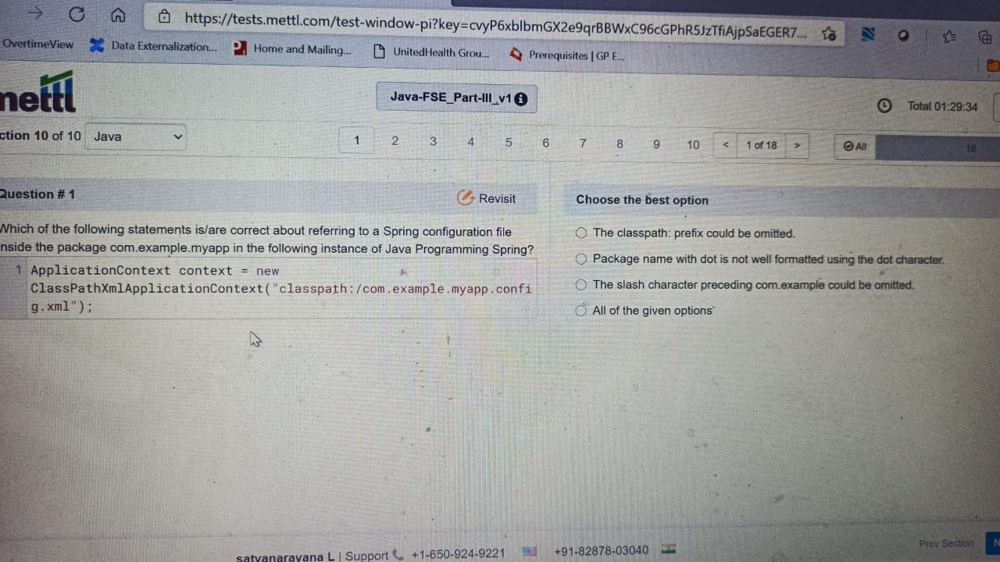 https://tests.mettl.com/test-window-pi?key=cvyP6xblbmGX2e9qrBBWxC96cGPhR5JzTfiAjpSaEGER7...
OvertimeView
Data Externalization...
Home and Mailing...
UnitedHealth Grou...
Prerequisites | GP E...
mettl
Java-FSE_Part-III_v1
Total 01:29:34
ction 10 of 10
Java
1 2 3 4 5 6 7 8 9 10 < 1 of 18 >
All
18
Question # 1
Revisit
Which of the following statements is/are correct about referring to a Spring configuration file
nside the package com.example.myapp in the following instance of Java Programming Spring?
1 ApplicationContext context = new
ClassPathXmlApplicationContext("classpath:/com.example.myapp.confi
g.xml");
Choose the best option
The classpath: prefix could be omitted.
Package name with dot is not well formatted using the dot character.
The slash character preceding com.example could be omitted.
All of the given options`
satyanarayana L | Support +1-650-924-9221 +91-82878-03040
Prev Section
N